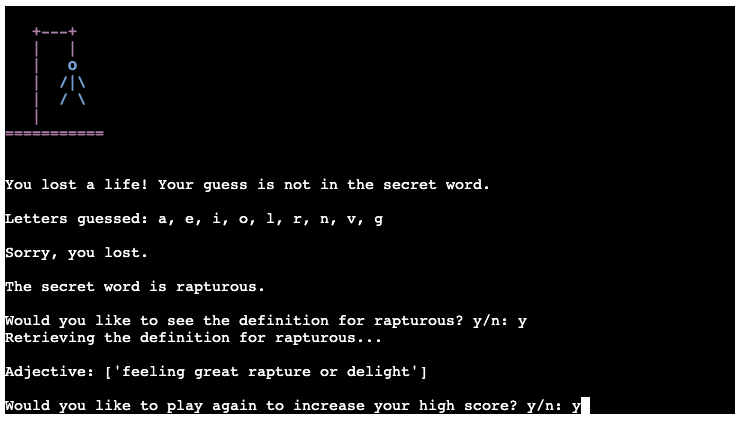 +---+
|   |
|   o
|  /|\
|  / \
|
===========
You lost a life! Your guess is not in the secret word.
Letters guessed: a, e, i, o, l, r, n, v, g
Sorry, you lost.
The secret word is rapturous.
Would you like to see the definition for rapturous? y/n: y
Retrieving the definition for rapturous...
Adjective: ['feeling great rapture or delight']
Would you like to play again to increase your high score? y/n: y